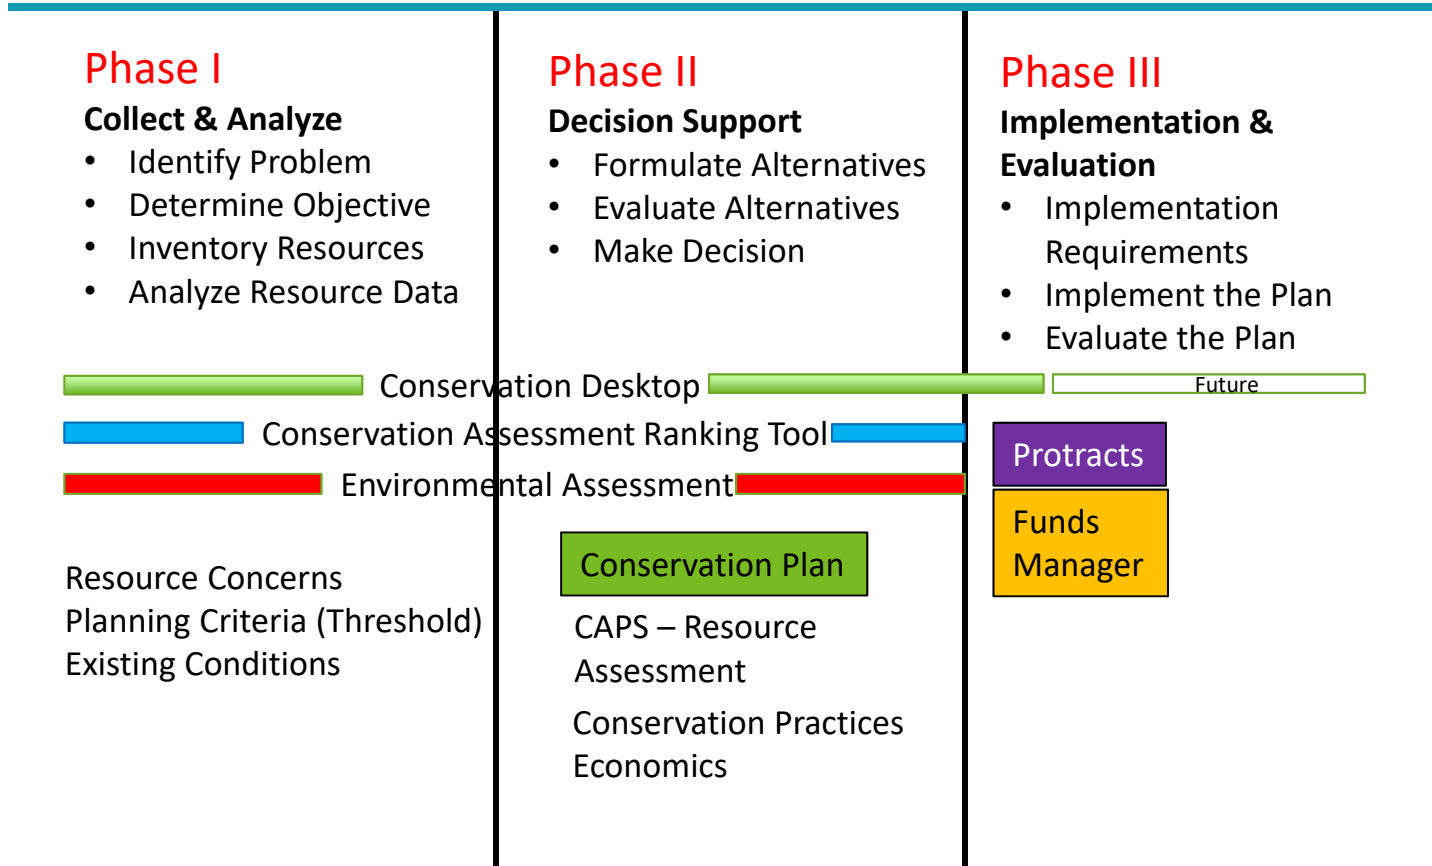 Phase I
Collect & Analyze
• Identify Problem
• Determine Objective
• Inventory Resources
• Analyze Resource Data
Phase II
Decision Support
• Formulate Alternatives
• Evaluate Alternatives
• Make Decision
Phase III
Implementation &
Evaluation
• Implementation
Requirements
• Implement the Plan
• Evaluate the Plan
Conservation Desktop
Future
Conservation Assessment Ranking Tool
Environmental Assessment
Protracts
Funds
Manager
Resource Concerns
Planning Criteria (Threshold)
Existing Conditions
Conservation Plan
CAPS – Resource
Assessment
Conservation Practices
Economics